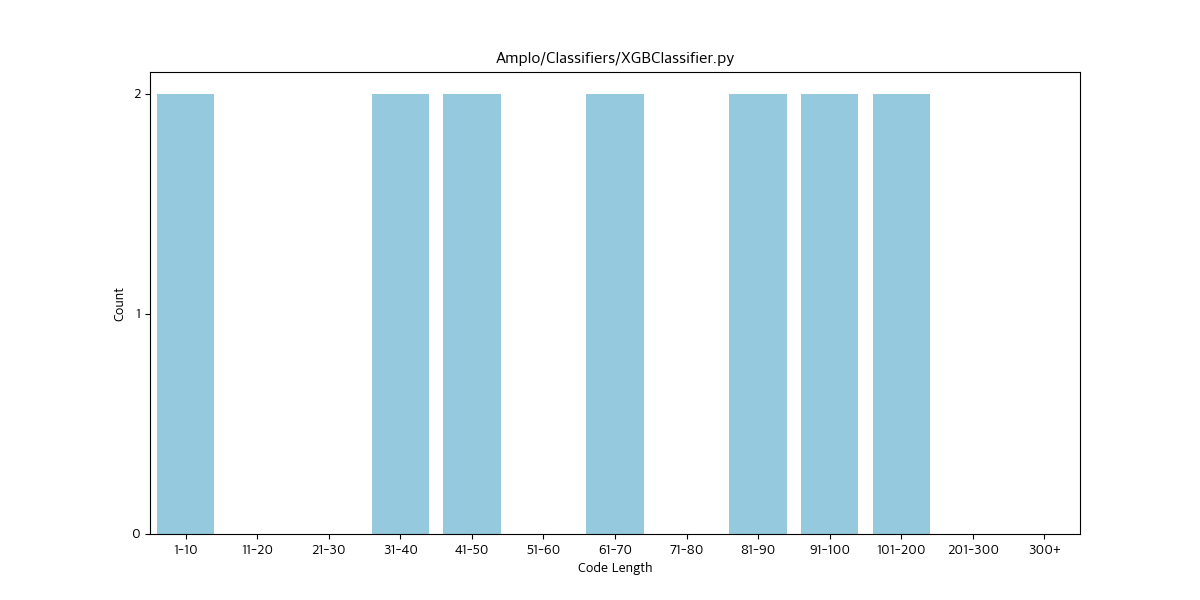 Amplo/Classifiers/XGBClassifier.py
Count
2
1
0
1-10 11-20 21-30 31-40 41-50 51-60 61-70 71-80 81-90 91-100 101-200 201-300 300+
Code Length